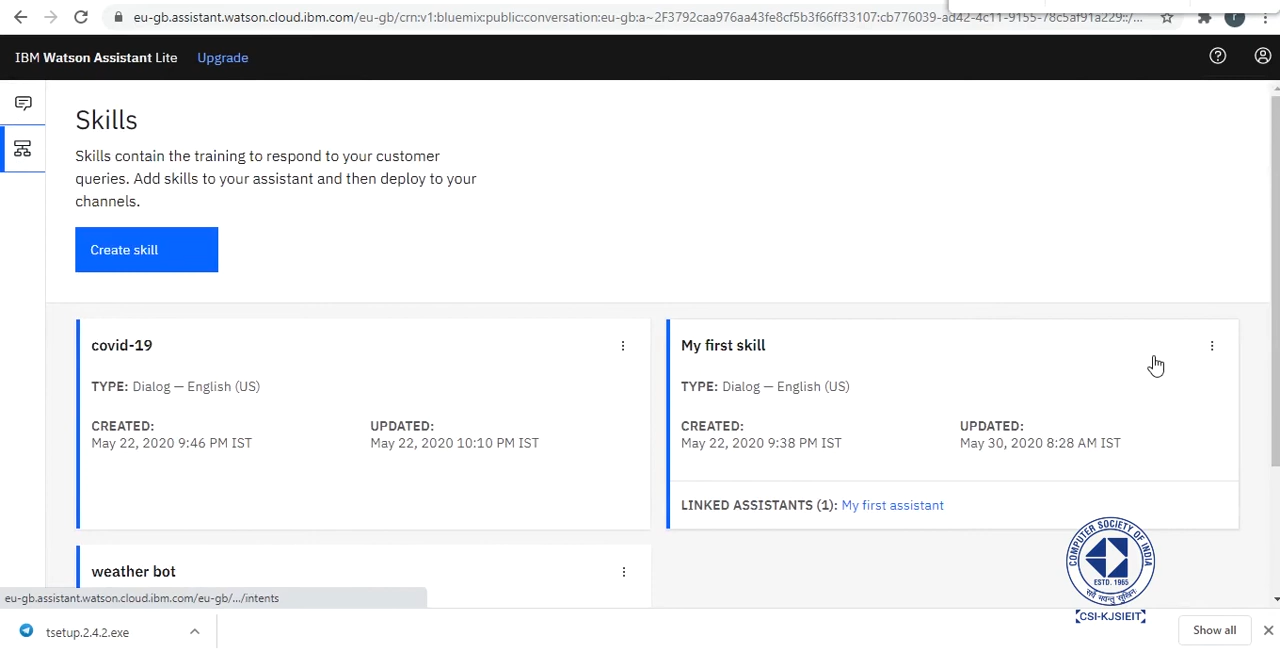 eu-gb.assistant.watson.cloud.ibm.com/eu-gb/crn:v1:bluemix:public:conversation:eu-gb:a~2F3792caa976aa43fe8cf5b3f66ff33107:cb776039-ad42-4c11-9155-78c5af91a229::/...
IBM Watson Assistant Lite Upgrade
Skills
Skills contain the training to respond to your customer
queries. Add skills to your assistant and then deploy to your
channels.
Create skill
covid-19
TYPE: Dialog — English (US)
CREATED: UPDATED:
May 22, 2020 9:46 PM IST May 22, 2020 10:10 PM IST
My first skill
TYPE: Dialog — English (US)
CREATED: UPDATED:
May 22, 2020 9:38 PM IST May 30, 2020 8:28 AM IST
LINKED ASSISTANTS (1): My first assistant
weather bot
COMPUTER SOCIETY OF INDIA
ESTD. 1965
[CSI-KJSIEIT]
eu-gb.assistant.watson.cloud.ibm.com/eu-gb/.../intents
tsetup.2.4.2.exe
Show all